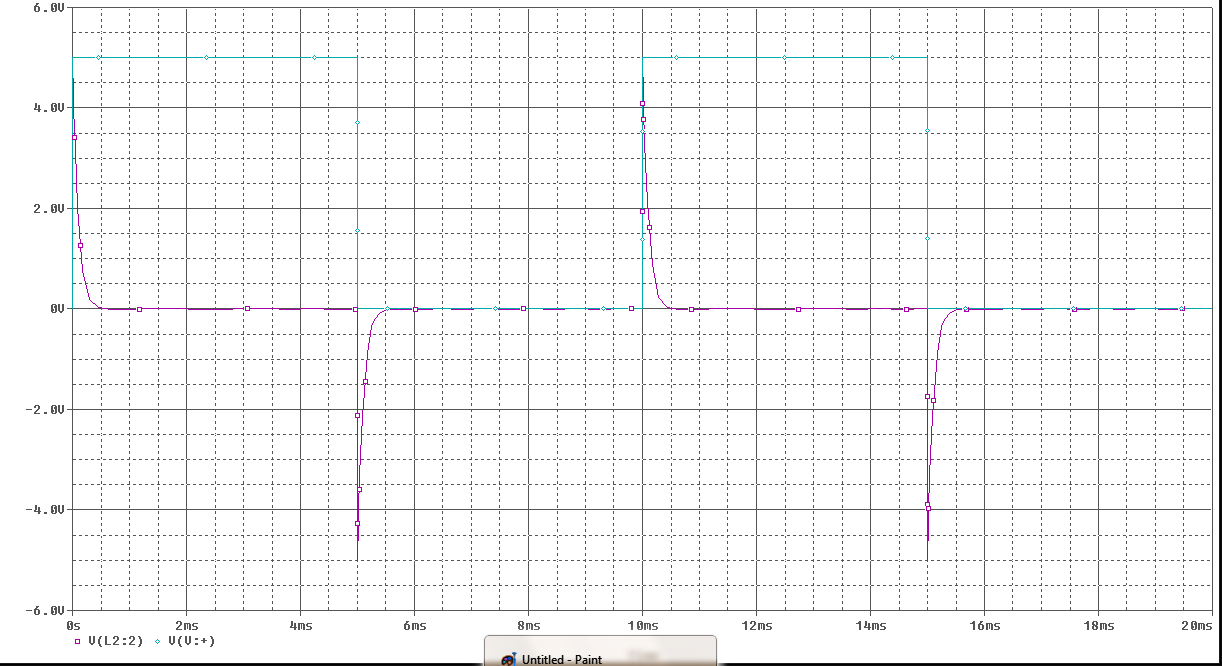 6.0V
4.0V
2.0V
0V
-2.0V
-4.0V
-6.0V
0s 2ms 4ms 6ms 8ms 10ms 12ms 14ms 16ms 18ms 20ms
V(L2:2) V(V:+)
Untitled - Paint